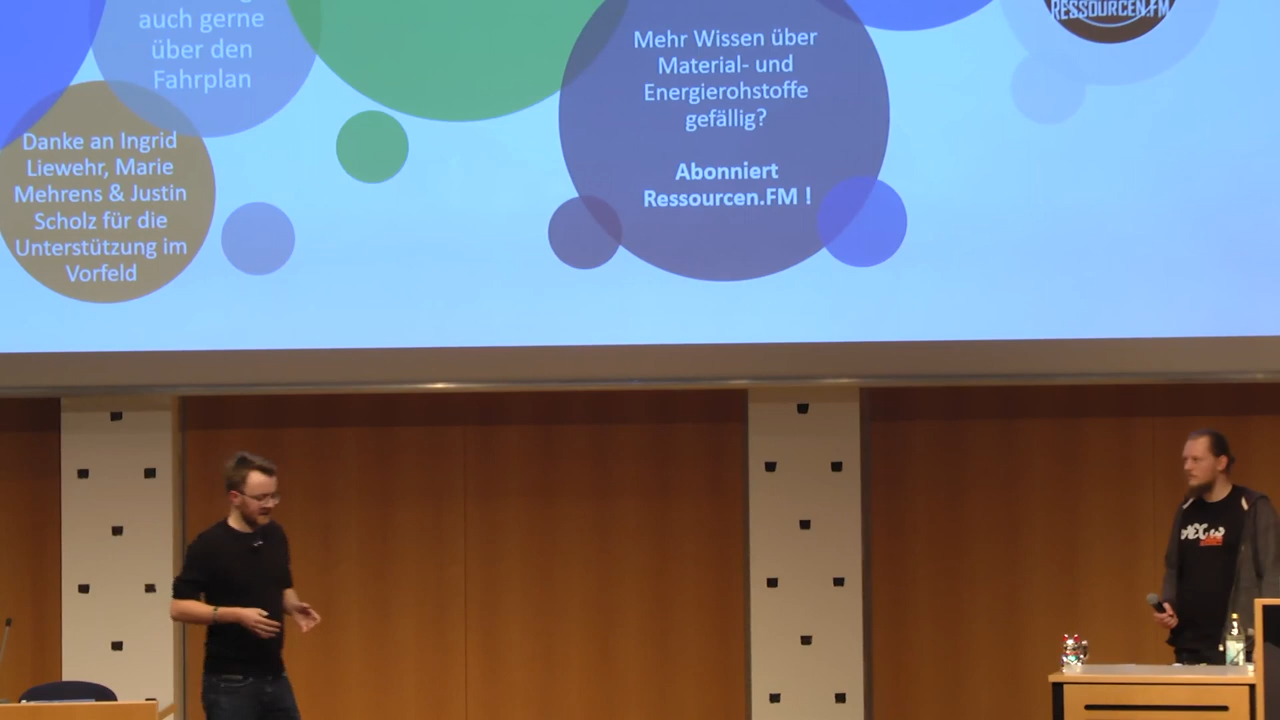 auch gerne
über den
Fahrplan
Danke an Ingrid
Liewehr, Marie
Mehrens & Justin
Scholz für die
Unterstützung im
Vorfeld
Mehr Wissen über
Material- und
Energierohstoffe
gefällig?
Abonniert
Ressourcen.FM !
RESSOURCEN.FM